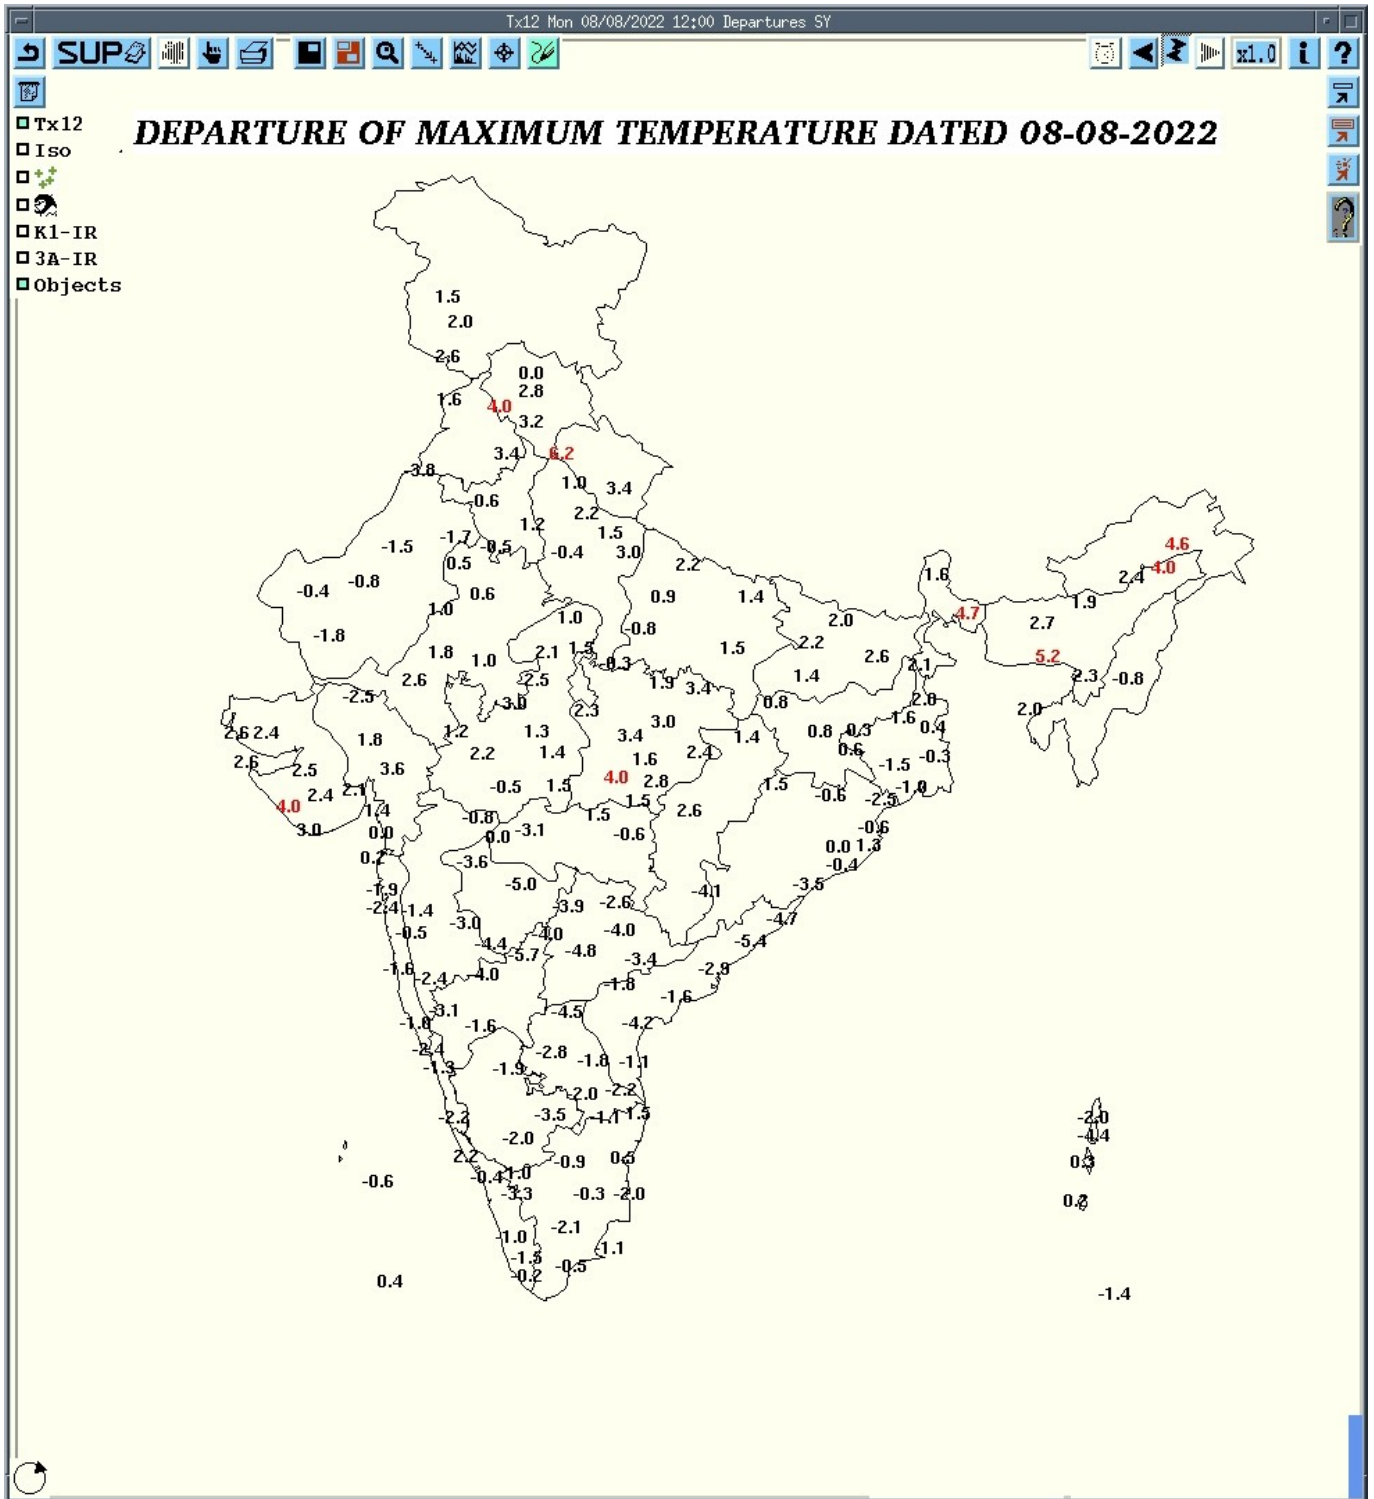 Tx12 Mon 08/08/2022 12:00 Departures SY
SUP
x1.0 i ?
Tx12
DEPARTURE OF MAXIMUM TEMPERATURE DATED 08-08-2022
Iso
K1-IR
3A-IR
Objects
1.5
2.0
2.6
0.0
2.8
1.6
4.0
3.2
3.4 6.2
-3.8
1.0
3.4
-0.6
2.2
1.2
1.5
-1.7
-1.5 -0.5 -0.4 3.0
4.6
0.5 2.2
4.0
1.6 2.4
-0.8
-0.4 0.6 0.9 1.4
1.9
1.0
4.7
1.0 2.0 2.7
-0.8
-1.8
2.2
1.8 2.1 1.5 1.5
1.0 2.6 5.2
-0.3 2.1
2.6 2.5 1.4 2.3 -0.8
1.9 3.4
-2.5 -3.0 0.8 2.0
2.3 2.0
3.0 1.6
2.6 2.4 1.2 1.3 0.8 0.3 0.4
1.8 3.4 1.4
2.2 1.4 2.4 0.6
2.6 1.6 -0.3
2.5 3.6 -1.5
4.0 2.8
-0.5 1.5 1.5 -1.0
2.4 2.1 -0.6 -2.5
4.0 1.5
1.4 -0.8 1.5 2.6
3.0 0.0 0.0 -3.1 -0.6 -0.6
0.0 1.3
0.2 -3.6 -0.4
-1.9 -5.0 -4.1 -3.5
-2.4 -1.4 -3.9 -2.6
-0.5 -3.0 -4.0 -4.0 -4.7
-4.4 -5.7 -4.8 -5.4
-1.6 -2.4 -4.0 -3.4 -2.9
-1.8
-3.1 -4.5 -1.6
-1.0 -1.6 -4.2
-2.4 -2.8
-1.3 -1.9 -1.8 -1.1
-2.0 -2.2
-2.2 -3.5 -1.1 1.5 -2.0
-2.0 -4.4
2.2 -0.9 0.5 0.3
-0.6 -0.4 1.0
-3.3 -0.3 -2.0 0.2
-1.0 -2.1
-1.5 -1.1
-0.2 -0.5
0.4 -1.4